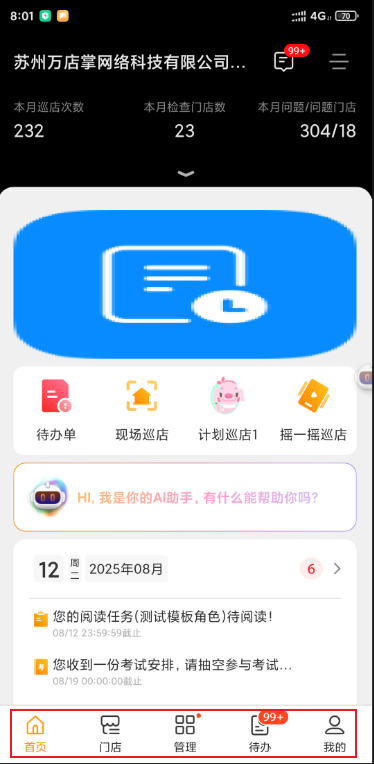 8:01 4G 70
苏州万店掌网络科技有限公司... 99+
本月巡店次数 本月检查门店数 本月问题/问题门店
232 23 304/18
待办单 现场巡店 计划巡店1 摇一摇巡店
HI, 我是你的AI助手, 有什么能帮助你吗?
12 周二 2025年08月 6
您的阅读任务(测试模板角色)待阅读!
08/12 23:59:59截止
您收到一份考试安排, 请抽空参与考试...
08/19 00:00:00截止
99+
首页 门店 管理 待办 我的